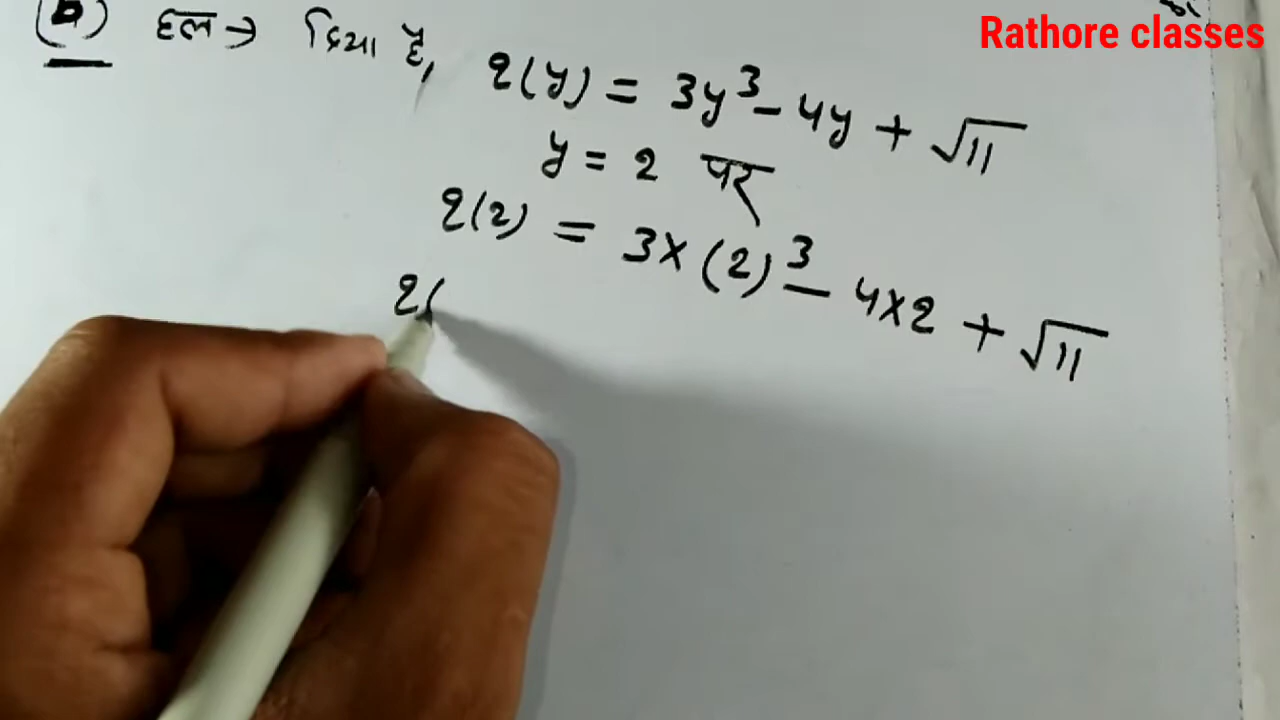 Rathore classes
(ब) हल→ दिया है, q(y) = 3y³ - 4y + √11
y = 2 पर
q(2) = 3×(2)³ - 4×2 + √11
q(